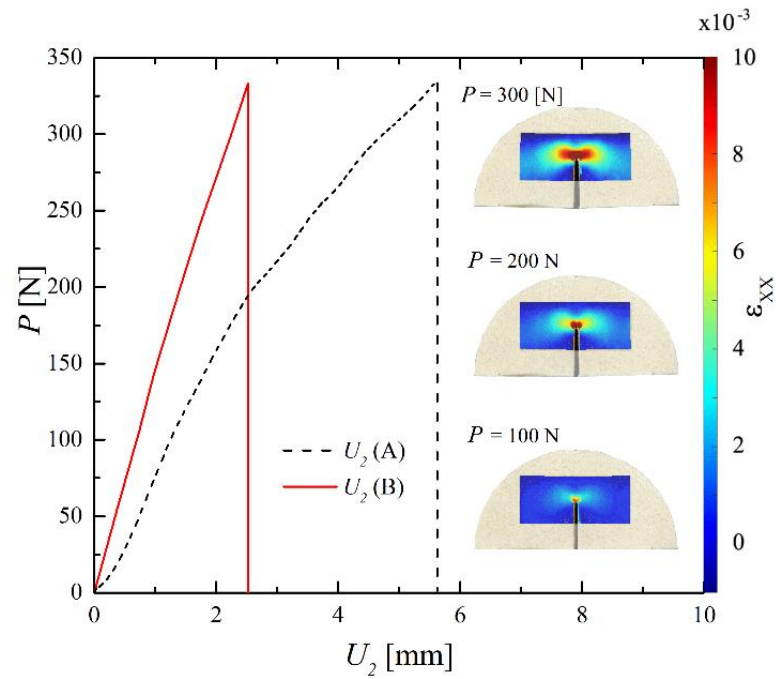 x10-3
350
300
250
200
150
100
50
0
P [N]
0
2
4
6
8
10
U2 [mm]
U2 (A)
U2 (B)
P = 300 [N]
P = 200 N
P = 100 N
10
8
6
4
2
0
εXX